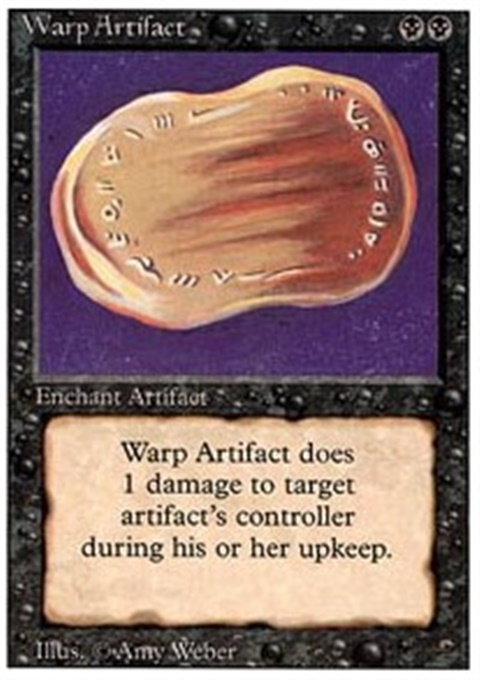 Warp Artifact
Enchant Artifact
Warp Artifact does
1 damage to target
artifact's controller
during his or her upkeep.
Illus. © Amy Weber